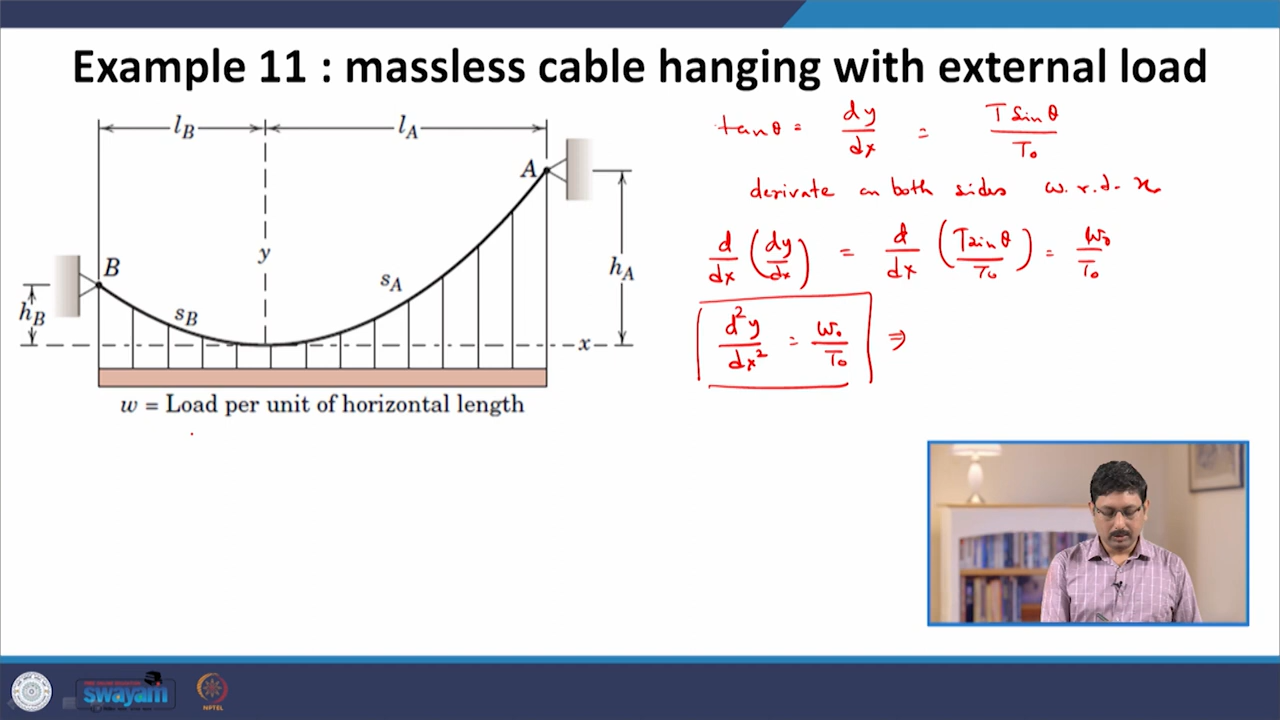 Example 11 : massless cable hanging with external load
l_B
l_A
A
B
y
h_A
s_A
h_B
s_B
x
w = Load per unit of horizontal length
tanθ = dy/dx = T sinθ / T₀
derivate on both sides w.r.t. x
d/dx (dy/dx) = d/dx (T sinθ / T₀) = w₀/T₀
d²y/dx² = w₀/T₀ ⇒
swayam
NPTEL